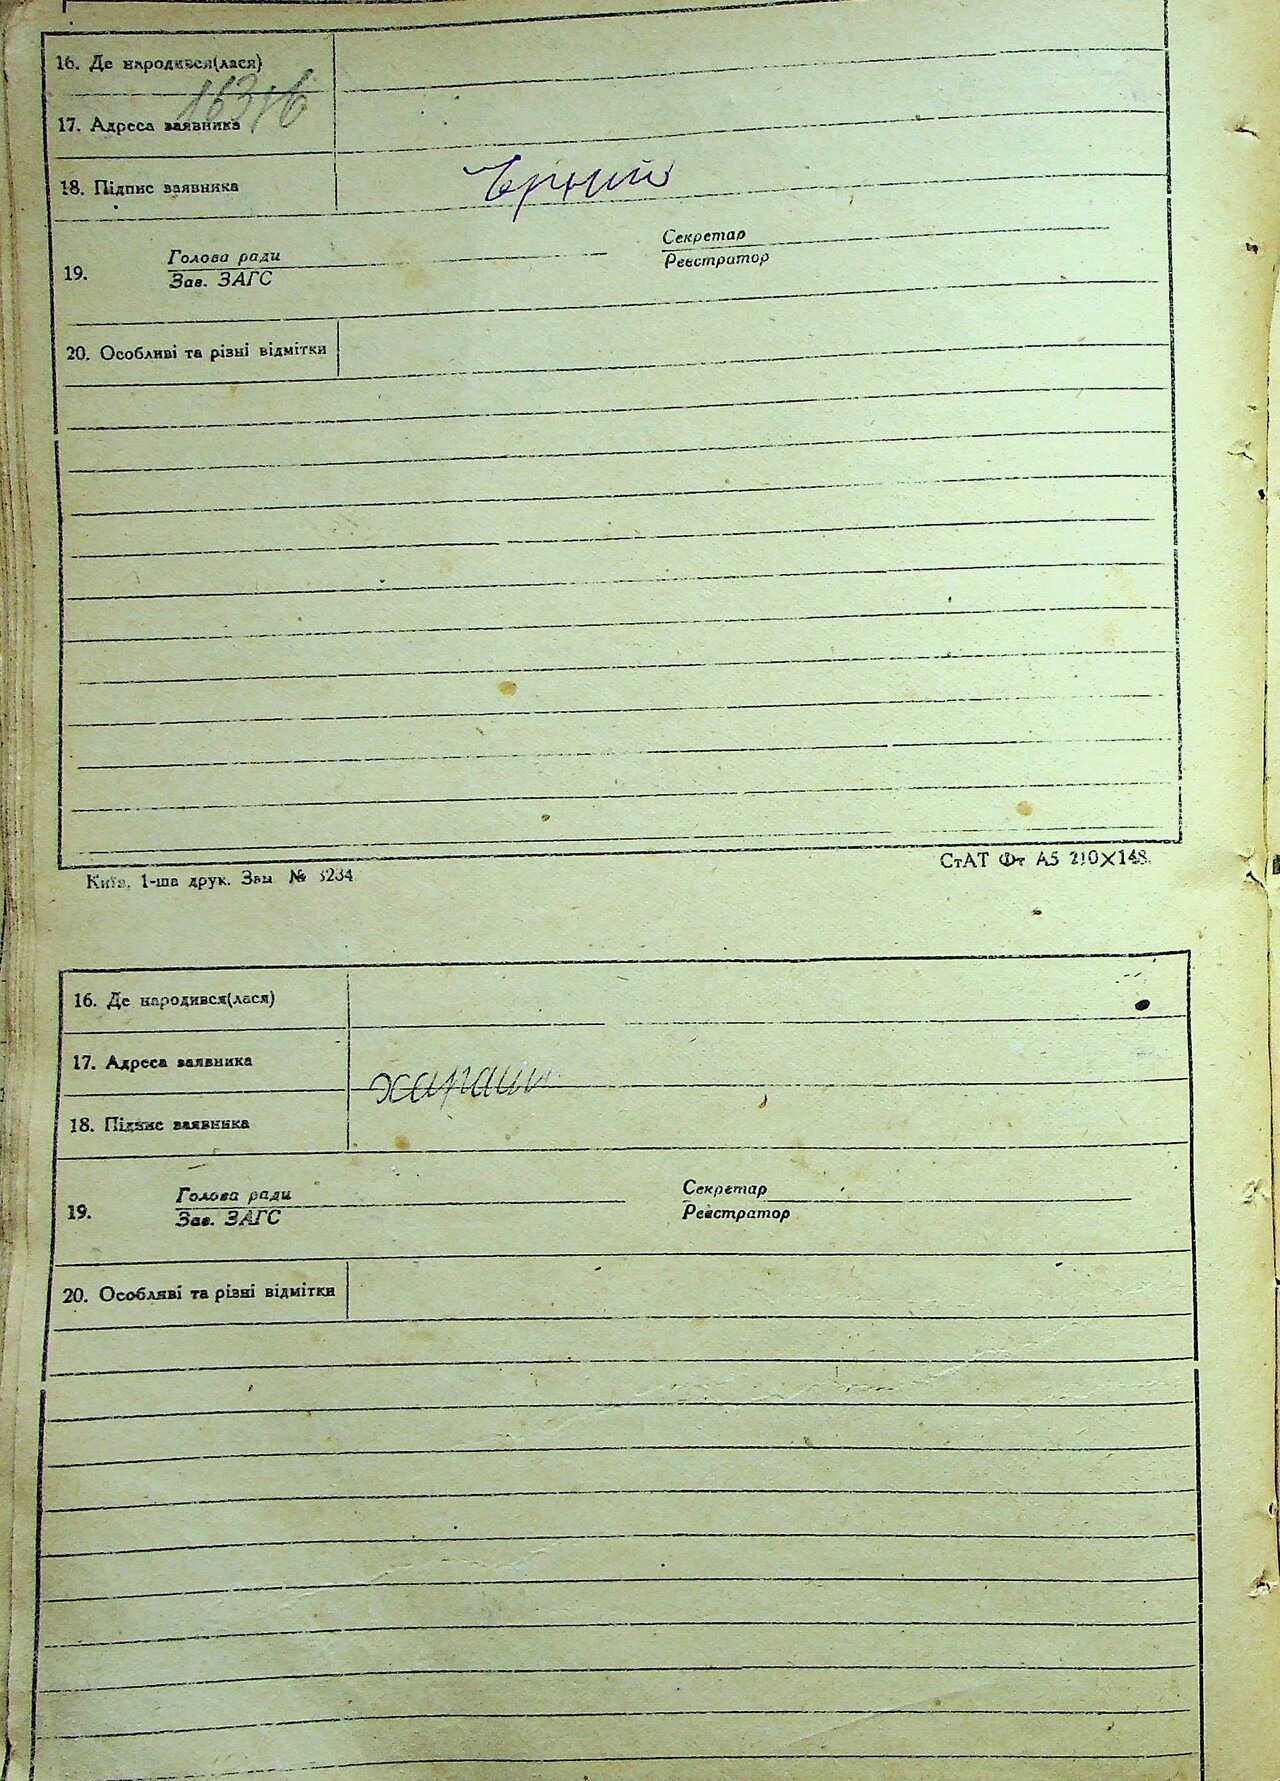 16. Де народився(лася)
17. Адреса заявника
18. Підпис заявника
Секретар
Голова ради
Реєстратор
19.
Зав. ЗАГС
20. Особливі та різні відмітки
СтАТ Фт А5 210×148.
Київ. 1-ша друк. Зам № 3234
16. Де народився(лася)
17. Адреса заявника
18. Підпис заявника
Голова ради
Секретар
19.
Зав. ЗАГС
Реєстратор
20. Особливі та різні відмітки